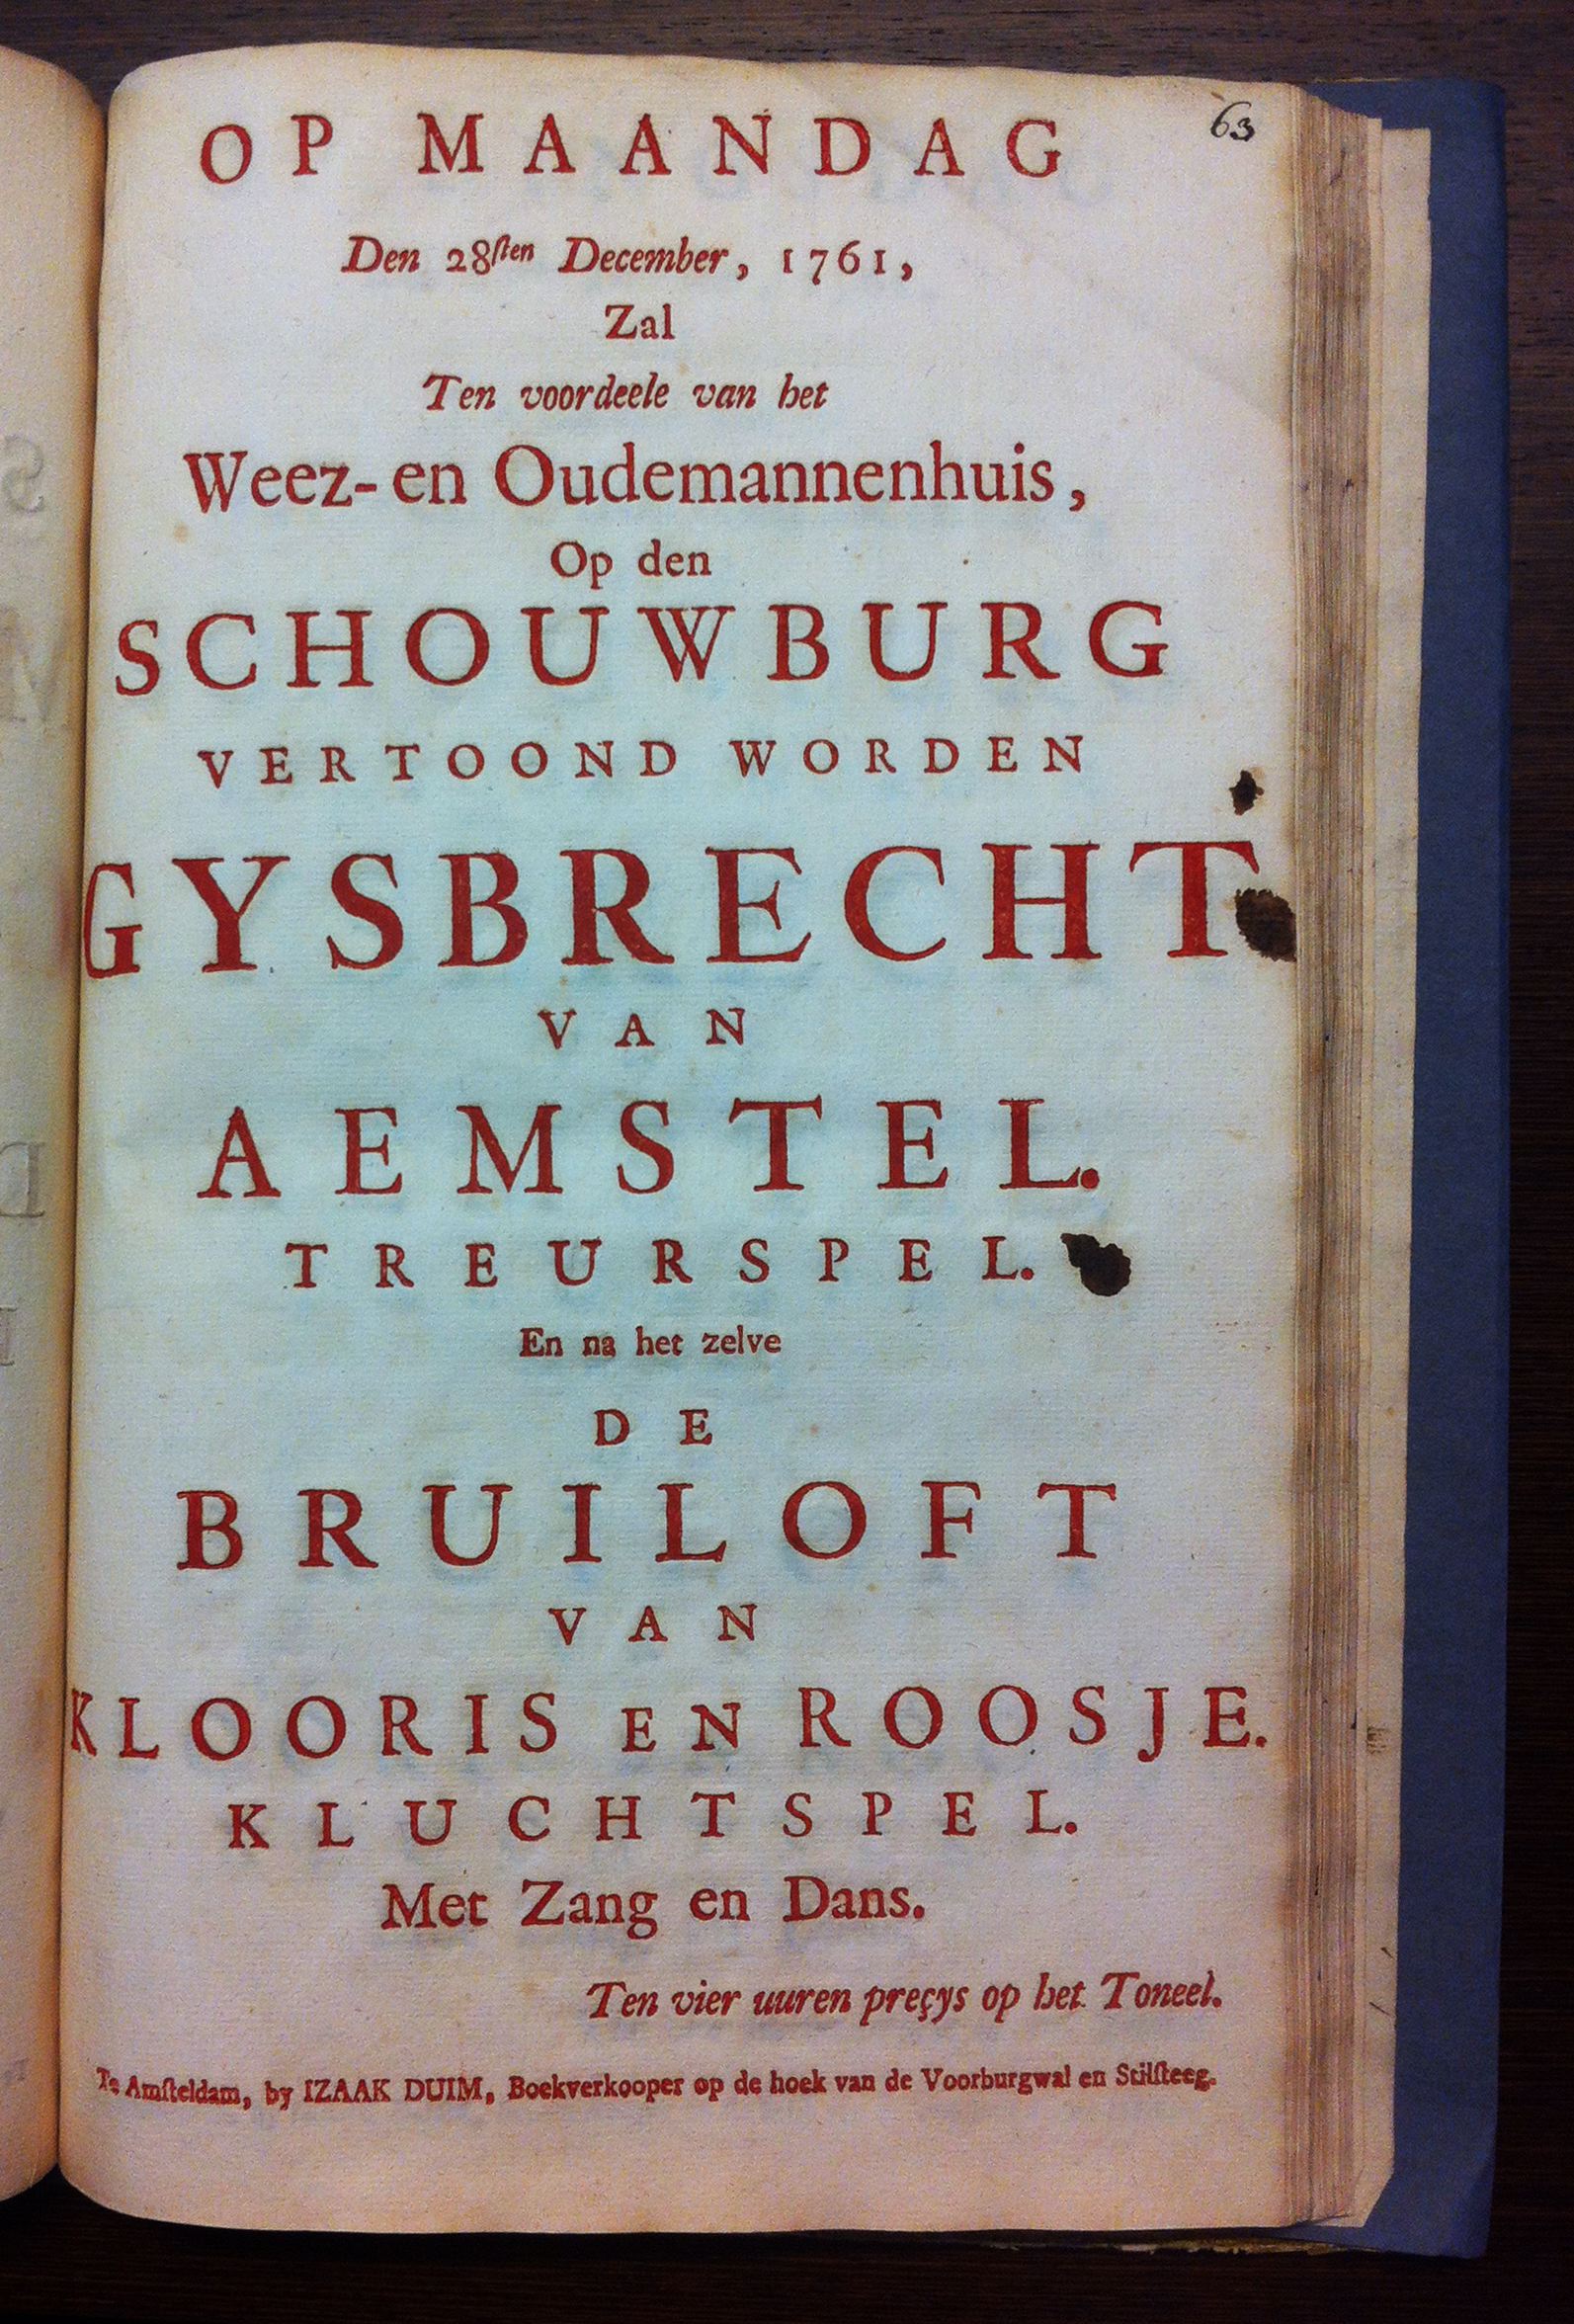 63
OP MAANDAG
Den 28ſten December, 1761,
Zal
Ten voordeele van het
Weez- en Oudemannenhuis,
Op den
SCHOUWBURG
VERTOOND WORDEN
GYSBRECHT
VAN
AEMSTEL.
TREURSPEL.
En na het zelve
DE
BRUILOFT
VAN
KLOORIS EN ROOSJE.
KLUCHTSPEL.
Met Zang en Dans.
Ten vier uuren preçys op het Toneel.
Te Amſteldam, by IZAAK DUIM, Boekverkooper op de hoek van de Voorburgwal en Stilſteeg.